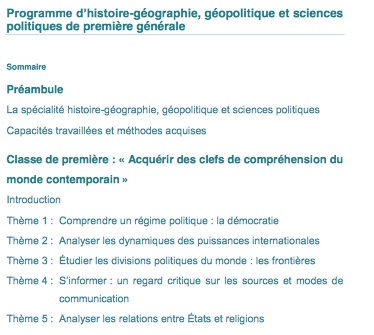 Programme d'histoire-géographie, géopolitique et sciences
politiques de première générale
Sommaire
Préambule
La spécialité histoire-géographie, géopolitique et sciences politiques
Capacités travaillées et méthodes acquises
Classe de première : « Acquérir des clefs de compréhension du
monde contemporain »
Introduction
Thème 1 : Comprendre un régime politique : la démocratie
Thème 2 : Analyser les dynamiques des puissances internationales
Thème 3 : Étudier les divisions politiques du monde : les frontières
Thème 4 : S'informer : un regard critique sur les sources et modes de
communication
Thème 5 : Analyser les relations entre États et religions